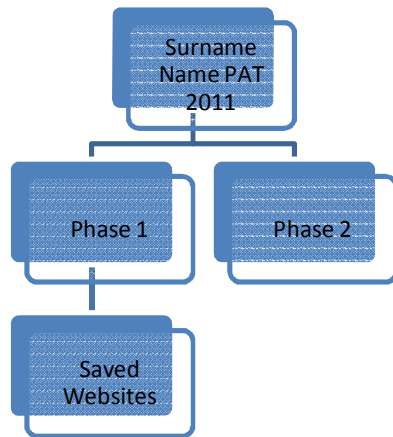 Surname
Name PAT
2011
Phase 1
Phase 2
Saved
Websites